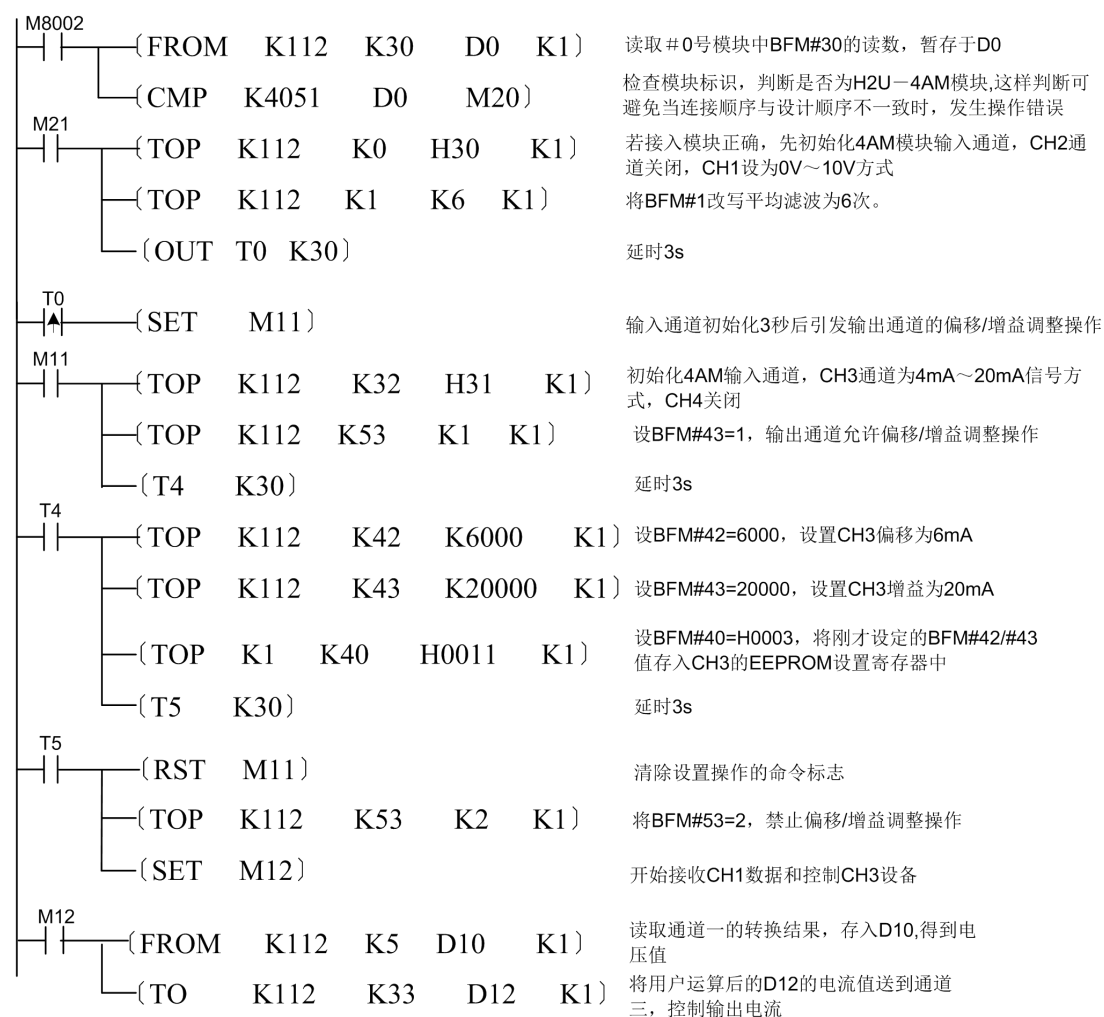 M8002
〔FROM K112 K30 D0 K1〕 读取＃0号模块中BFM#30的读数，暂存于D0
〔CMP K4051 D0 M20〕 检查模块标识，判断是否为H2U－4AM模块,这样判断可
避免当连接顺序与设计顺序不一致时，发生操作错误
M21
〔TOP K112 K0 H30 K1〕 若接入模块正确，先初始化4AM模块输入通道，CH2通
道关闭，CH1设为0V～10V方式
〔TOP K112 K1 K6 K1〕 将BFM#1改写平均滤波为6次。
〔OUT T0 K30〕 延时3s
T0
〔SET M11〕 输入通道初始化3秒后引发输出通道的偏移/增益调整操作
M11
〔TOP K112 K32 H31 K1〕 初始化4AM输入通道，CH3通道为4mA～20mA信号方
式，CH4关闭
〔TOP K112 K53 K1 K1〕 设BFM#43=1，输出通道允许偏移/增益调整操作
〔T4 K30〕 延时3s
T4
〔TOP K112 K42 K6000 K1〕 设BFM#42=6000，设置CH3偏移为6mA
〔TOP K112 K43 K20000 K1〕 设BFM#43=20000，设置CH3增益为20mA
〔TOP K1 K40 H0011 K1〕 设BFM#40=H0003，将刚才设定的BFM#42/#43
值存入CH3的EEPROM设置寄存器中
〔T5 K30〕 延时3s
T5
〔RST M11〕 清除设置操作的命令标志
〔TOP K112 K53 K2 K1〕 将BFM#53=2，禁止偏移/增益调整操作
〔SET M12〕 开始接收CH1数据和控制CH3设备
M12
〔FROM K112 K5 D10 K1〕 读取通道一的转换结果，存入D10,得到电
压值
〔TO K112 K33 D12 K1〕 将用户运算后的D12的电流值送到通道
三，控制输出电流